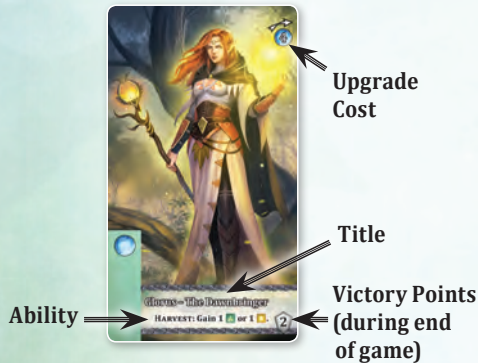 4
Upgrade
Cost
Title
Glorus – The Dawnbringer
Ability
HARVEST: Gain 1 or 1 .
2
Victory Points
(during end
of game)